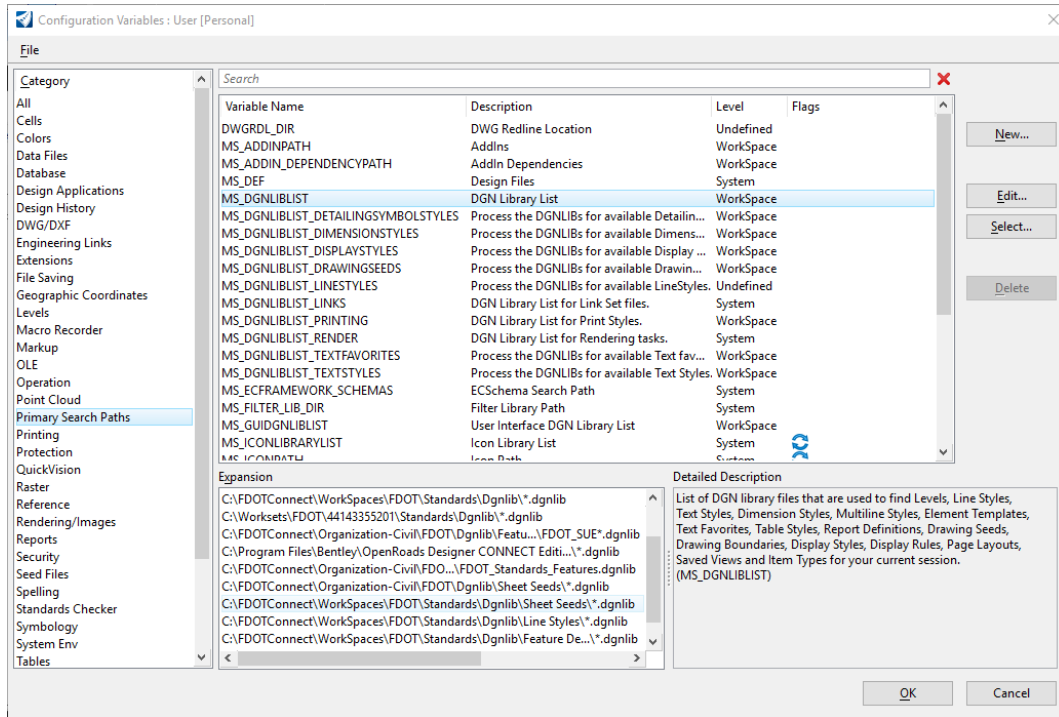 Configuration Variables : User [Personal]
File
Category
All
Cells
Colors
Data Files
Database
Design Applications
Design History
DWG/DXF
Engineering Links
Extensions
File Saving
Geographic Coordinates
Levels
Macro Recorder
Markup
OLE
Operation
Point Cloud
Primary Search Paths
Printing
Protection
QuickVision
Raster
Reference
Rendering/Images
Reports
Security
Seed Files
Spelling
Standards Checker
Symbology
System Env
Tables
Search
Variable Name Description Level Flags
DWGRDL_DIR DWG Redline Location Undefined
MS_ADDINPATH AddIns WorkSpace
MS_ADDIN_DEPENDENCYPATH AddIn Dependencies WorkSpace
MS_DEF Design Files System
MS_DGNLIBLIST DGN Library List WorkSpace
MS_DGNLIBLIST_DETAILINGSYMBOLSTYLES Process the DGNLIBs for available Detailin... WorkSpace
MS_DGNLIBLIST_DIMENSIONSTYLES Process the DGNLIBs for available Dimens... WorkSpace
MS_DGNLIBLIST_DISPLAYSTYLES Process the DGNLIBs for available Display ... WorkSpace
MS_DGNLIBLIST_DRAWINGSEEDS Process the DGNLIBs for available Drawin... WorkSpace
MS_DGNLIBLIST_LINESTYLES Process the DGNLIBs for available LineStyles. Undefined
MS_DGNLIBLIST_LINKS DGN Library List for Link Set files. System
MS_DGNLIBLIST_PRINTING DGN Library List for Print Styles. WorkSpace
MS_DGNLIBLIST_RENDER DGN Library List for Rendering tasks. System
MS_DGNLIBLIST_TEXTFAVORITES Process the DGNLIBs for available Text fav... WorkSpace
MS_DGNLIBLIST_TEXTSTYLES Process the DGNLIBs for available Text Styles. WorkSpace
MS_ECFRAMEWORK_SCHEMAS ECSchema Search Path System
MS_FILTER_LIB_DIR Filter Library Path System
MS_GUIDGNLIBLIST User Interface DGN Library List WorkSpace
MS_ICONLIBRARYLIST Icon Library List System
MS_ICONPATH Icon Path System
New...
Edit...
Select...
Delete
Expansion
C:\FDOTConnect\WorkSpaces\FDOT\Standards\Dgnlib\*.dgnlib
C:\Worksets\FDOT\44143355201\Standards\Dgnlib\*.dgnlib
C:\FDOTConnect\Organization-Civil\FDOT\Dgnlib\Featu...\FDOT_SUE*.dgnlib
C:\Program Files\Bentley\OpenRoads Designer CONNECT Editi...\*.dgnlib
C:\FDOTConnect\Organization-Civil\FDO...\FDOT_Standards_Features.dgnlib
C:\FDOTConnect\Organization-Civil\FDOT\Dgnlib\Sheet Seeds\*.dgnlib
C:\FDOTConnect\WorkSpaces\FDOT\Standards\Dgnlib\Sheet Seeds\*.dgnlib
C:\FDOTConnect\WorkSpaces\FDOT\Standards\Dgnlib\Line Styles\*.dgnlib
C:\FDOTConnect\WorkSpaces\FDOT\Standards\Dgnlib\Feature De...\*.dgnlib
Detailed Description
List of DGN library files that are used to find Levels, Line Styles,
Text Styles, Dimension Styles, Multiline Styles, Element Templates,
Text Favorites, Table Styles, Report Definitions, Drawing Seeds,
Drawing Boundaries, Display Styles, Display Rules, Page Layouts,
Saved Views and Item Types for your current session.
(MS_DGNLIBLIST)
OK
Cancel